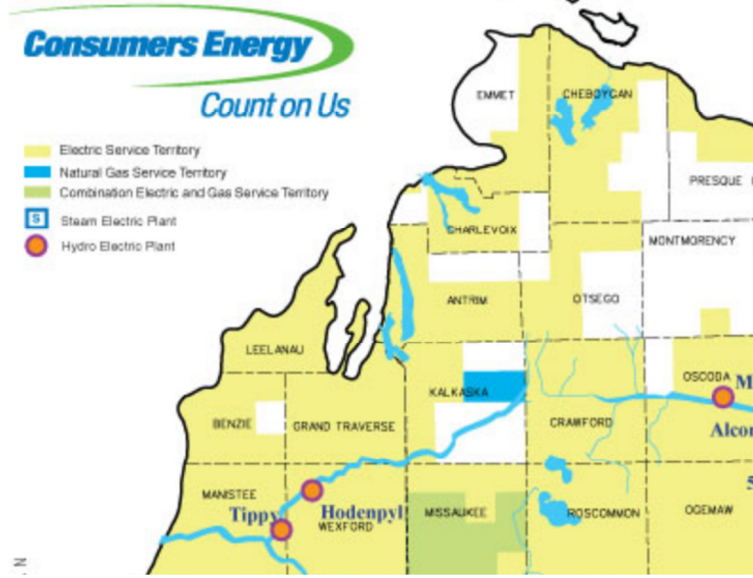 Consumers Energy
Count on Us
Electric Service Territory
Natural Gas Service Territory
Combination Electric and Gas Service Territory
S Steam Electric Plant
Hydro Electric Plant
EMMET
CHEBOYGAN
PRESQUE
CHARLEVOIX
MONTMORENCY
ANTRIM
OTSEGO
LEELANAU
KALKASKA
OSCODA
M
BENZIE
GRAND TRAVERSE
CRAWFORD
Alcon
MANISTEE
Tippy
Hodenpyl
WEXFORD
MISSAUKEE
ROSCOMMON
OGEMAW
5
N